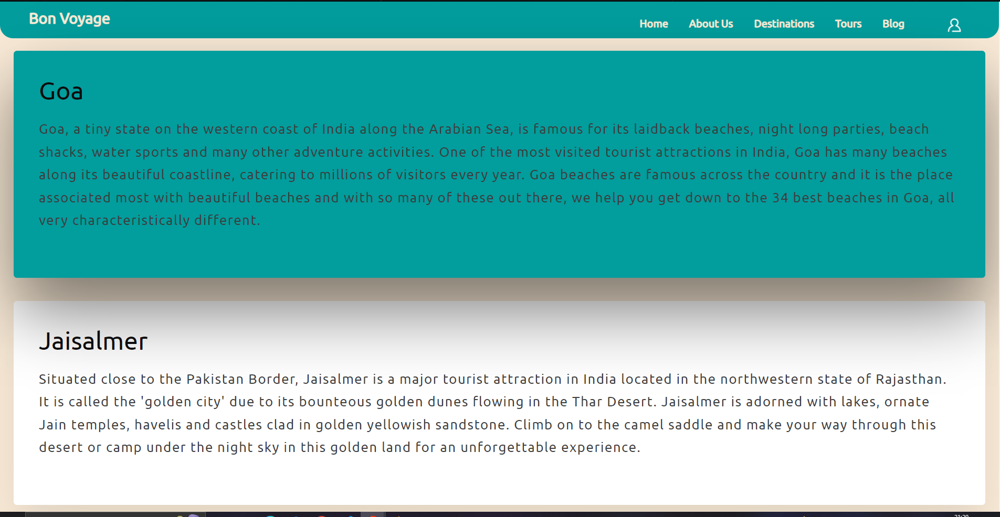 Bon Voyage
Home About Us Destinations Tours Blog
Goa
Goa, a tiny state on the western coast of India along the Arabian Sea, is famous for its laidback beaches, night long parties, beach
shacks, water sports and many other adventure activities. One of the most visited tourist attractions in India, Goa has many beaches
along its beautiful coastline, catering to millions of visitors every year. Goa beaches are famous across the country and it is the place
associated most with beautiful beaches and with so many of these out there, we help you get down to the 34 best beaches in Goa, all
very characteristically different.
Jaisalmer
Situated close to the Pakistan Border, Jaisalmer is a major tourist attraction in India located in the northwestern state of Rajasthan.
It is called the 'golden city' due to its bounteous golden dunes flowing in the Thar Desert. Jaisalmer is adorned with lakes, ornate
Jain temples, havelis and castles clad in golden yellowish sandstone. Climb on to the camel saddle and make your way through this
desert or camp under the night sky in this golden land for an unforgettable experience.